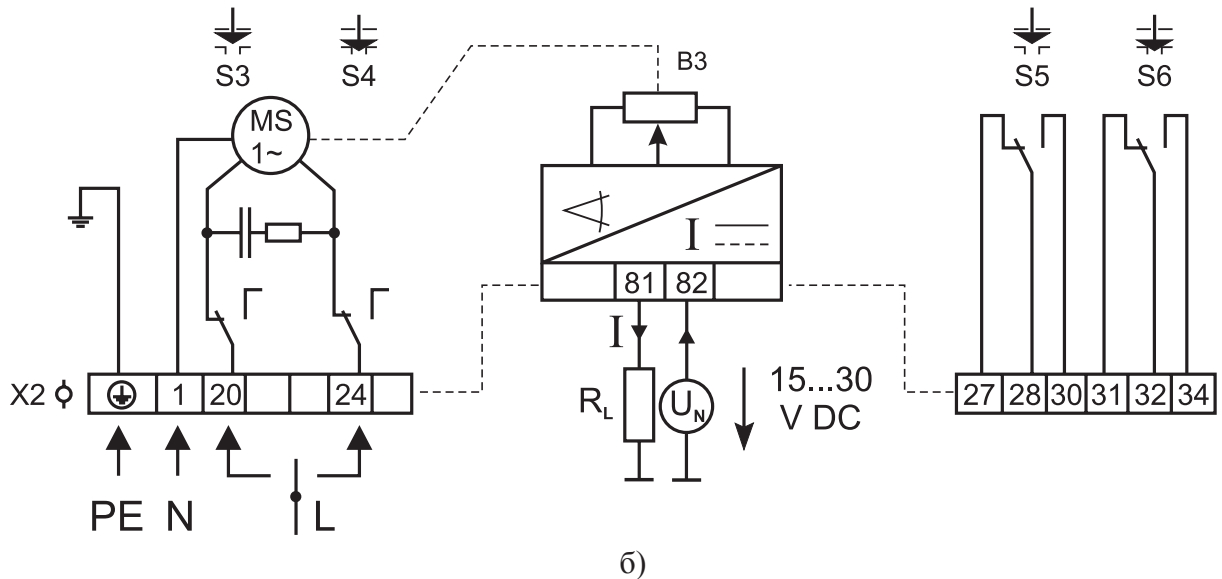 S3 S4 B3 S5 S6
MS
1~
I
81 82
I
X2 1 20 24
R_L U_N 15...30
V DC
27 28 30 31 32 34
PE N L
б)